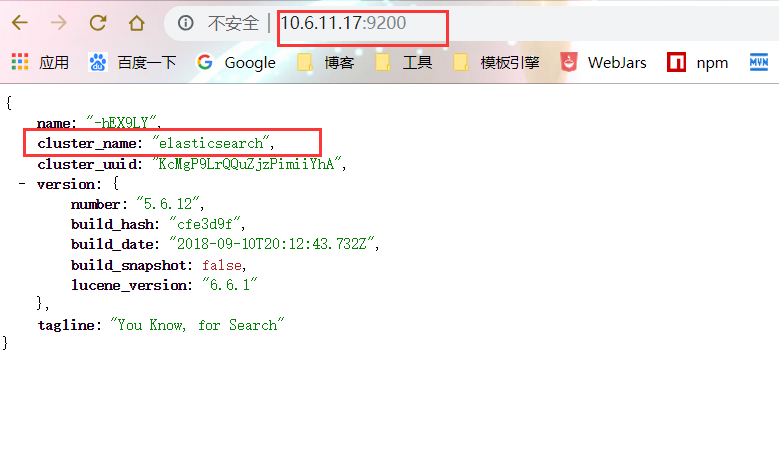 不安全 | 10.6.11.17:9200
应用 百度一下 Google 博客 工具 模板引擎 WebJars npm MVN
{
name: "-hEX9LY",
cluster_name: "elasticsearch",
cluster_uuid: "KcMgP9LrQQuZjzPimiiYhA",
- version: {
number: "5.6.12",
build_hash: "cfe3d9f",
build_date: "2018-09-10T20:12:43.732Z",
build_snapshot: false,
lucene_version: "6.6.1"
},
tagline: "You Know, for Search"
}